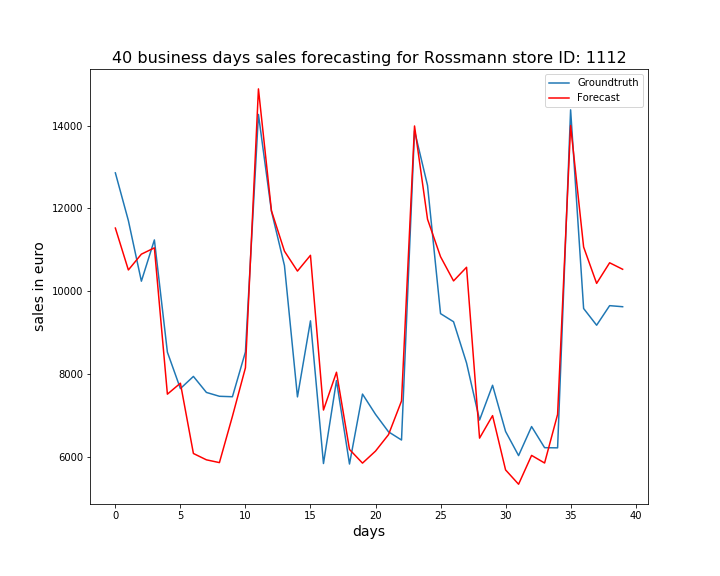 40 business days sales forecasting for Rossmann store ID: 1112
Groundtruth
Forecast
14000
12000
10000
8000
6000
sales in euro
0 5 10 15 20 25 30 35 40
days